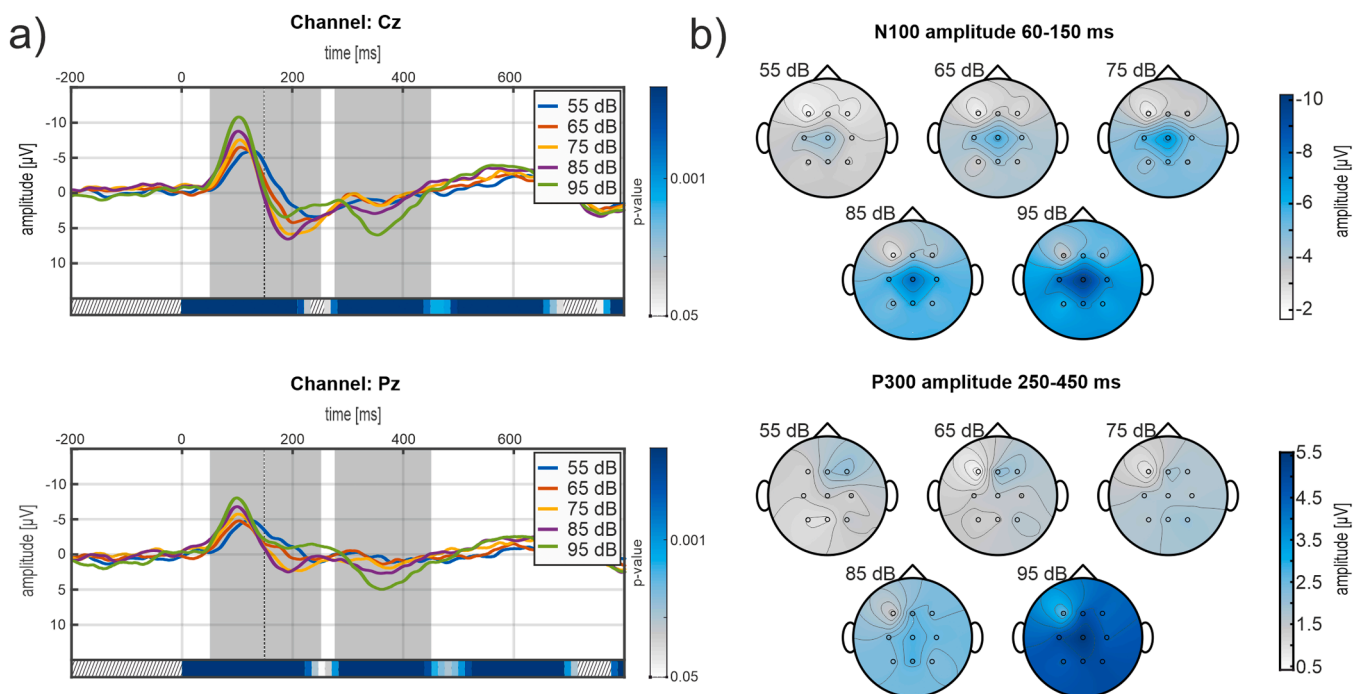 a)
Channel: Cz
time [ms]
-200 0 200 400 600
-10
-5
0
5
10
amplitude [µV]
55 dB
65 dB
75 dB
85 dB
95 dB
0.001
p-value
0.05
Channel: Pz
time [ms]
-200 0 200 400 600
-10
-5
0
5
10
amplitude [µV]
55 dB
65 dB
75 dB
85 dB
95 dB
0.001
p-value
0.05
b)
N100 amplitude 60-150 ms
55 dB
65 dB
75 dB
85 dB
95 dB
-10
-8
-6
-4
-2
amplitude [µV]
P300 amplitude 250-450 ms
55 dB
65 dB
75 dB
85 dB
95 dB
5.5
4.5
3.5
2.5
1.5
0.5
amplitude [µV]